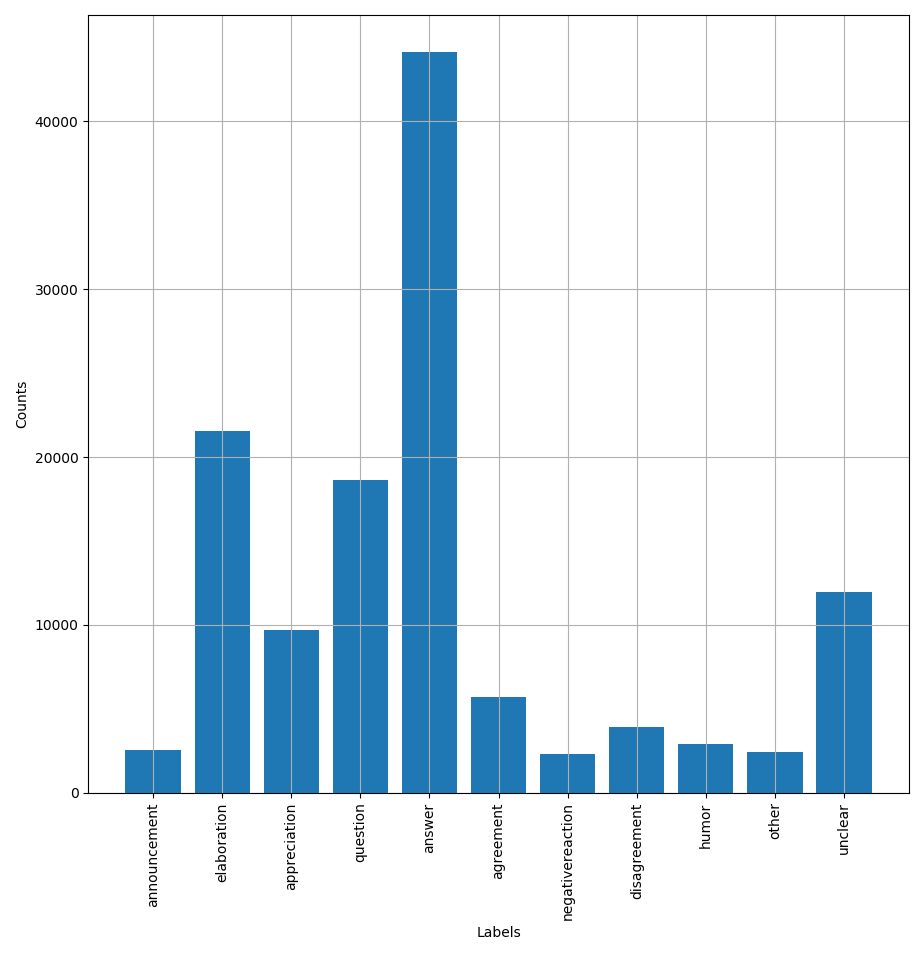 40000
30000
20000
10000
0
Counts
announcement
elaboration
appreciation
question
answer
agreement
negativereaction
disagreement
humor
other
unclear
Labels